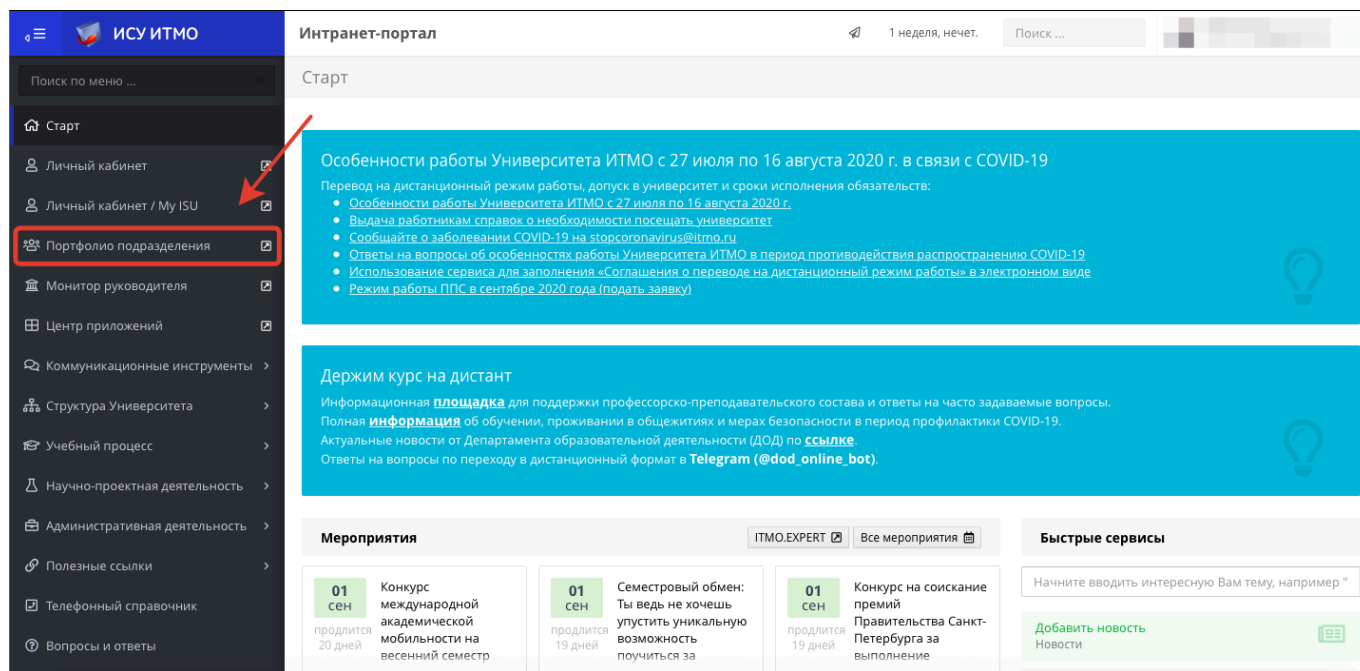 ИСУ ИТМО
Интранет-портал
1 неделя, нечет.
Поиск ...
Поиск по меню ...
Старт
Старт
Личный кабинет
Личный кабинет / My ISU
Портфолио подразделения
Монитор руководителя
Центр приложений
Коммуникационные инструменты
Структура Университета
Учебный процесс
Научно-проектная деятельность
Административная деятельность
Полезные ссылки
Телефонный справочник
Вопросы и ответы
Особенности работы Университета ИТМО с 27 июля по 16 августа 2020 г. в связи с COVID-19
Перевод на дистанционный режим работы, допуск в университет и сроки исполнения обязательств:
Особенности работы Университета ИТМО с 27 июля по 16 августа 2020 г.
Выдача работникам справок о необходимости посещать университет
Сообщайте о заболевании COVID-19 на stopcoronavirus@itmo.ru
Ответы на вопросы об особенностях работы Университета ИТМО в период противодействия распространению COVID-19
Использование сервиса для заполнения «Соглашения о переводе на дистанционный режим работы» в электронном виде
Режим работы ППС в сентябре 2020 года (подать заявку)
Держим курс на дистант
Информационная площадка для поддержки профессорско-преподавательского состава и ответы на часто задаваемые вопросы.
Полная информация об обучении, проживании в общежитиях и мерах безопасности в период профилактики COVID-19.
Актуальные новости от Департамента образовательной деятельности (ДОД) по ссылке.
Ответы на вопросы по переходу в дистанционный формат в Telegram (@dod_online_bot).
Мероприятия
ITMO.EXPERT
Все мероприятия
01
сен
продлится
20 дней
Конкурс
международной
академической
мобильности на
весенний семестр
01
сен
продлится
19 дней
Семестровый обмен:
Ты ведь не хочешь
упустить уникальную
возможность
поучиться за
01
сен
продлится
19 дней
Конкурс на соискание
премий
Правительства Санкт-
Петербурга за
выполнение
Быстрые сервисы
Начните вводить интересную Вам тему, например "
Добавить новость
Новости